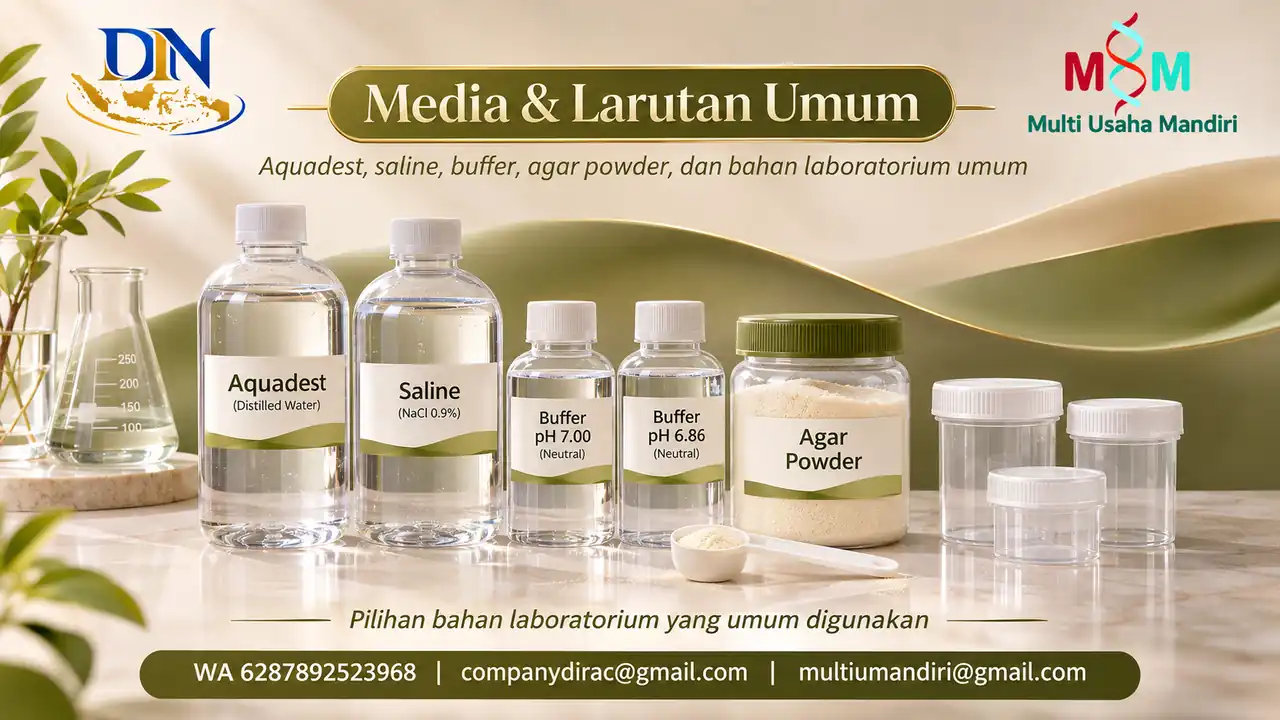 DIN
Media & Larutan Umum
MSM
Multi Usaha Mandiri
Aquadest, saline, buffer, agar powder, dan bahan laboratorium umum
250
200
150
100
Aquadest
(Distilled Water)
Saline
(NaCl 0.9%)
Buffer
pH 7.00
(Neutral)
Buffer
pH 6.86
(Neutral)
Agar
Powder
Pilihan bahan laboratorium yang umum digunakan
WA 6287892523968 | companydirac@gmail.com | multiumandiri@gmail.com